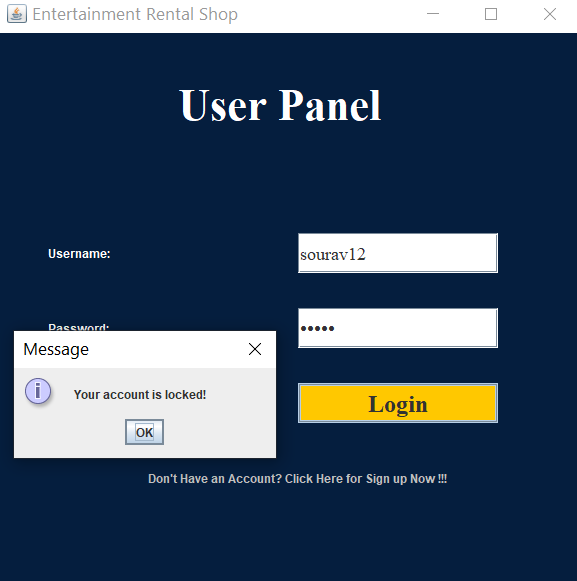 Entertainment Rental Shop
User Panel
Username:
sourav12
Password:
•••••
Message
Your account is locked!
OK
Login
Don't Have an Account? Click Here for Sign up Now !!!